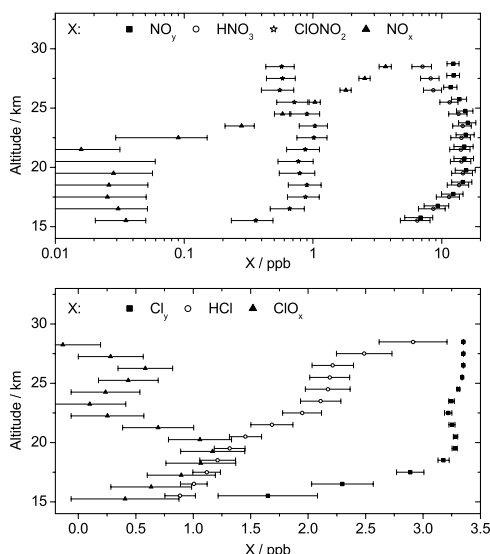 X: NOy HNO3 ClONO2 NOx
Altitude / km
30
25
20
15
0.01 0.1 1 10
X / ppb
X: Cly HCl ClOx
Altitude / km
30
25
20
15
0.0 0.5 1.0 1.5 2.0 2.5 3.0 3.5
X / ppb